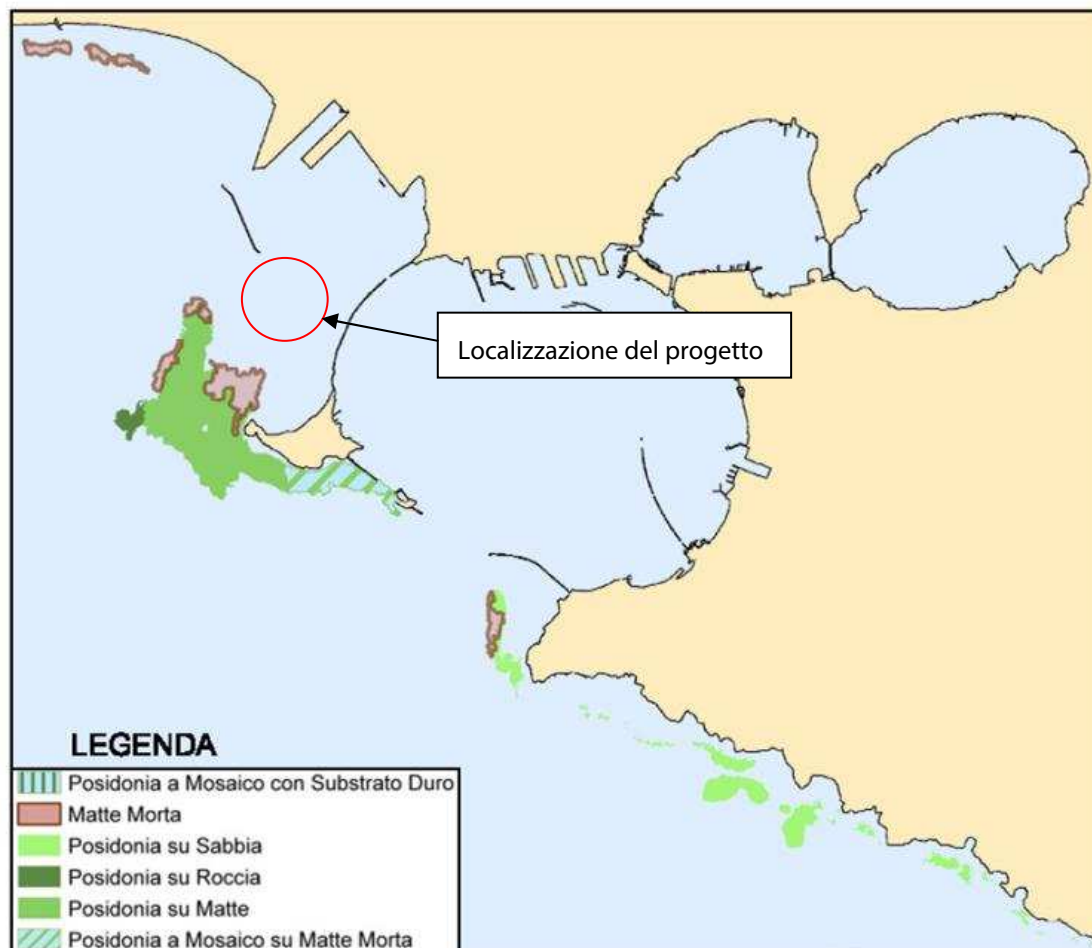 Localizzazione del progetto
LEGENDA
Posidonia a Mosaico con Substrato Duro
Matte Morta
Posidonia su Sabbia
Posidonia su Roccia
Posidonia su Matte
Posidonia a Mosaico su Matte Morta